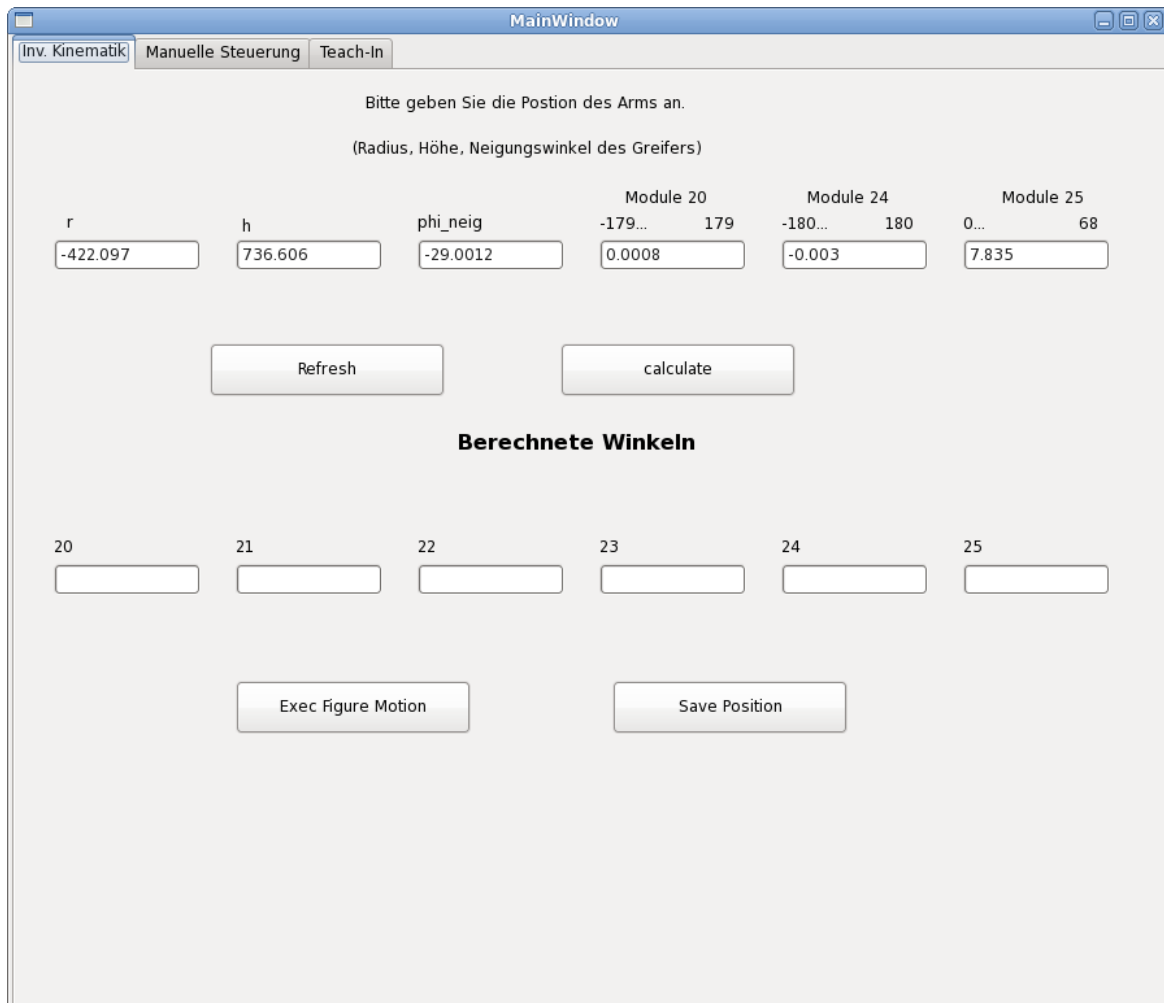 MainWindow
Inv. Kinematik Manuelle Steuerung Teach-In
Bitte geben Sie die Postion des Arms an.
(Radius, Höhe, Neigungswinkel des Greifers)
Module 20 Module 24 Module 25
r h phi_neig -179... 179 -180... 180 0... 68
-422.097 736.606 -29.0012 0.0008 -0.003 7.835
Refresh calculate
Berechnete Winkeln
20 21 22 23 24 25
Exec Figure Motion Save Position